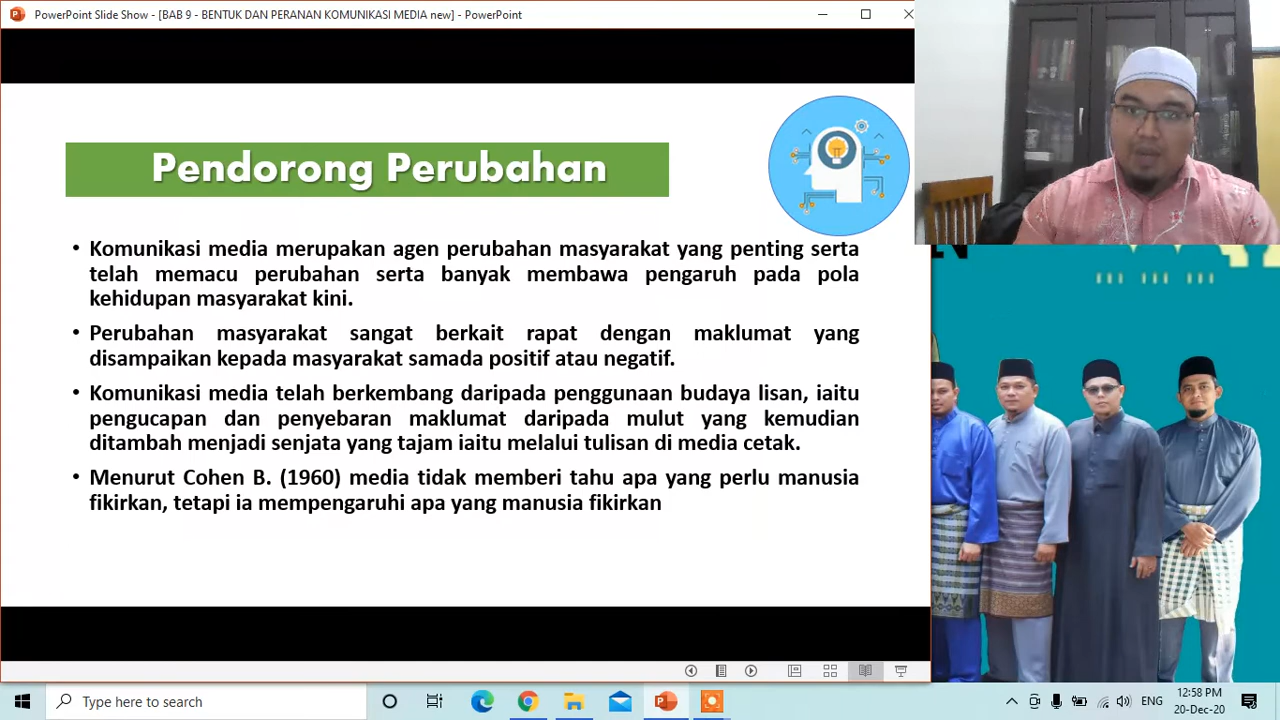 PowerPoint Slide Show - [BAB 9 - BENTUK DAN PERANAN KOMUNIKASI MEDIA new] - PowerPoint
Pendorong Perubahan
• Komunikasi media merupakan agen perubahan masyarakat yang penting serta
telah memacu perubahan serta banyak membawa pengaruh pada pola
kehidupan masyarakat kini.
• Perubahan masyarakat sangat berkait rapat dengan maklumat yang
disampaikan kepada masyarakat samada positif atau negatif.
• Komunikasi media telah berkembang daripada penggunaan budaya lisan, iaitu
pengucapan dan penyebaran maklumat daripada mulut yang kemudian
ditambah menjadi senjata yang tajam iaitu melalui tulisan di media cetak.
• Menurut Cohen B. (1960) media tidak memberi tahu apa yang perlu manusia
fikirkan, tetapi ia mempengaruhi apa yang manusia fikirkan
Type here to search
ENG
12:58 PM
20-Dec-20